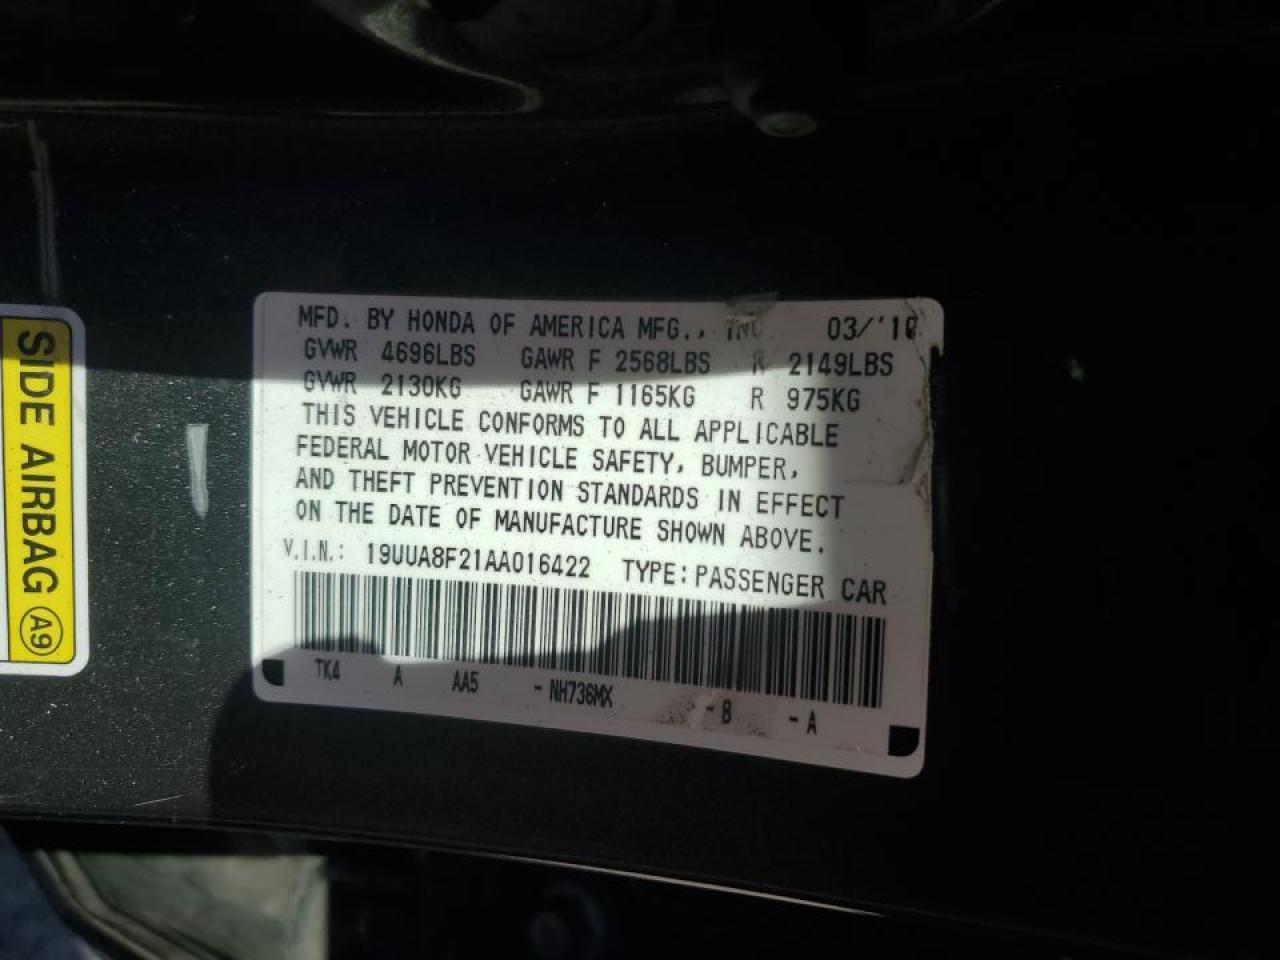 MFD. BY HONDA OF AMERICA MFG., INC 03/'10
GVWR 4696LBS GAWR F 2568LBS R 2149LBS
GVWR 2130KG GAWR F 1165KG R 975KG
THIS VEHICLE CONFORMS TO ALL APPLICABLE
FEDERAL MOTOR VEHICLE SAFETY, BUMPER,
AND THEFT PREVENTION STANDARDS IN EFFECT
ON THE DATE OF MANUFACTURE SHOWN ABOVE.
V.I.N.: 19UUA8F21AA016422 TYPE:PASSENGER CAR
TK4 A AA5 -NH736MX -B -A
SIDE AIRBAG A9